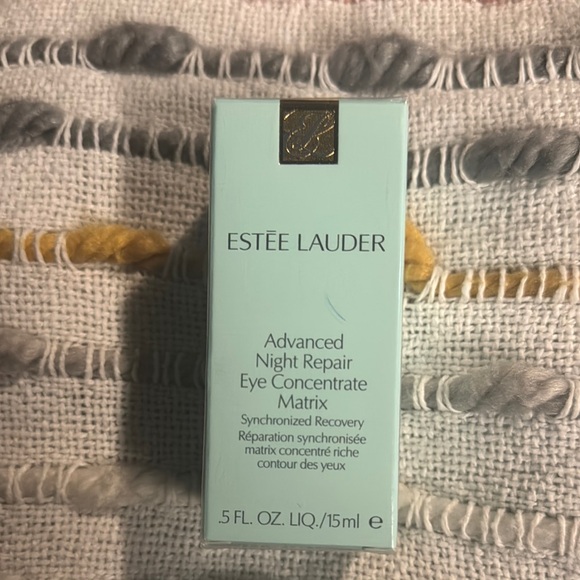 ESTĒE LAUDER
Advanced
Night Repair
Eye Concentrate
Matrix
Synchronized Recovery
Réparation synchronisée
matrix concentré riche
contour des yeux
.5 FL. OZ. LIQ./15ml ℮